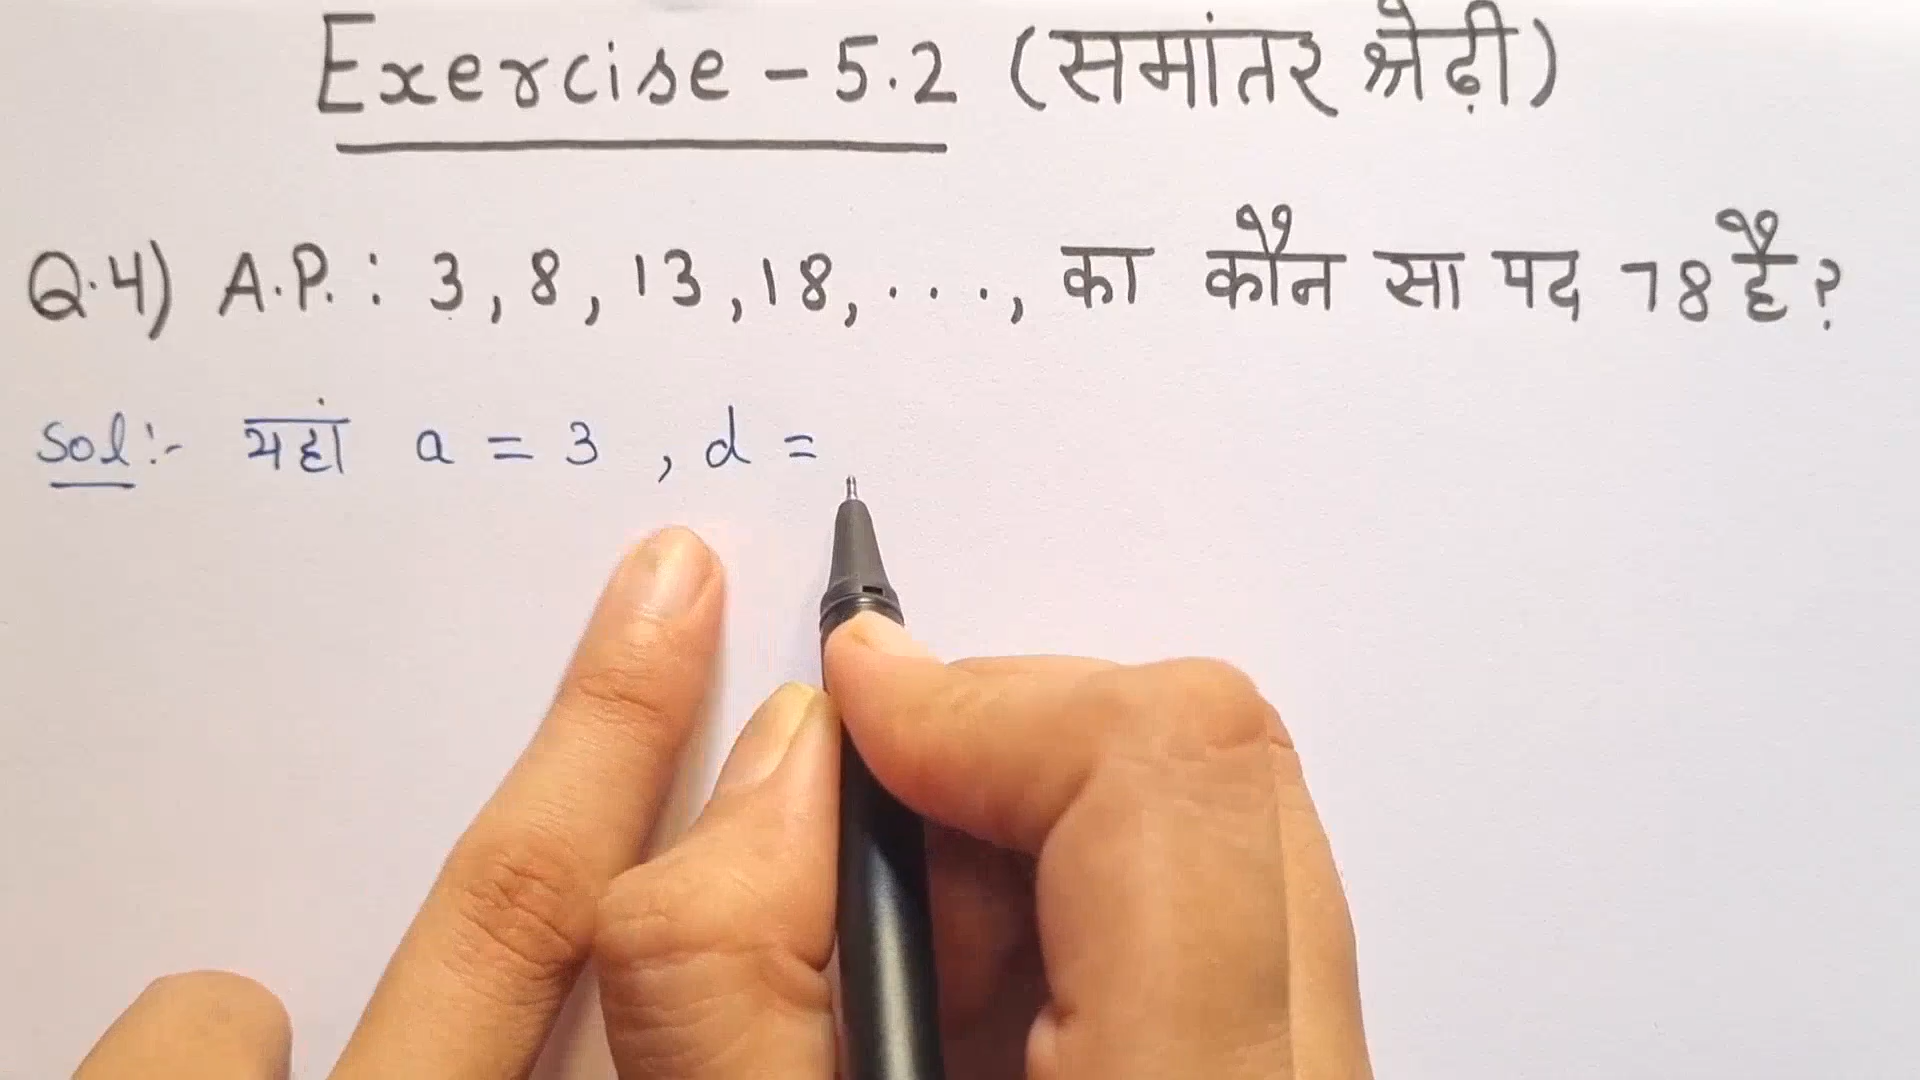 Exercise - 5.2 (समांतर श्रेढ़ी)
Q.4) A.P. : 3, 8, 13, 18, . . . ., का कौन सा पद 78 है ?
Sol:- यहां a = 3 , d =